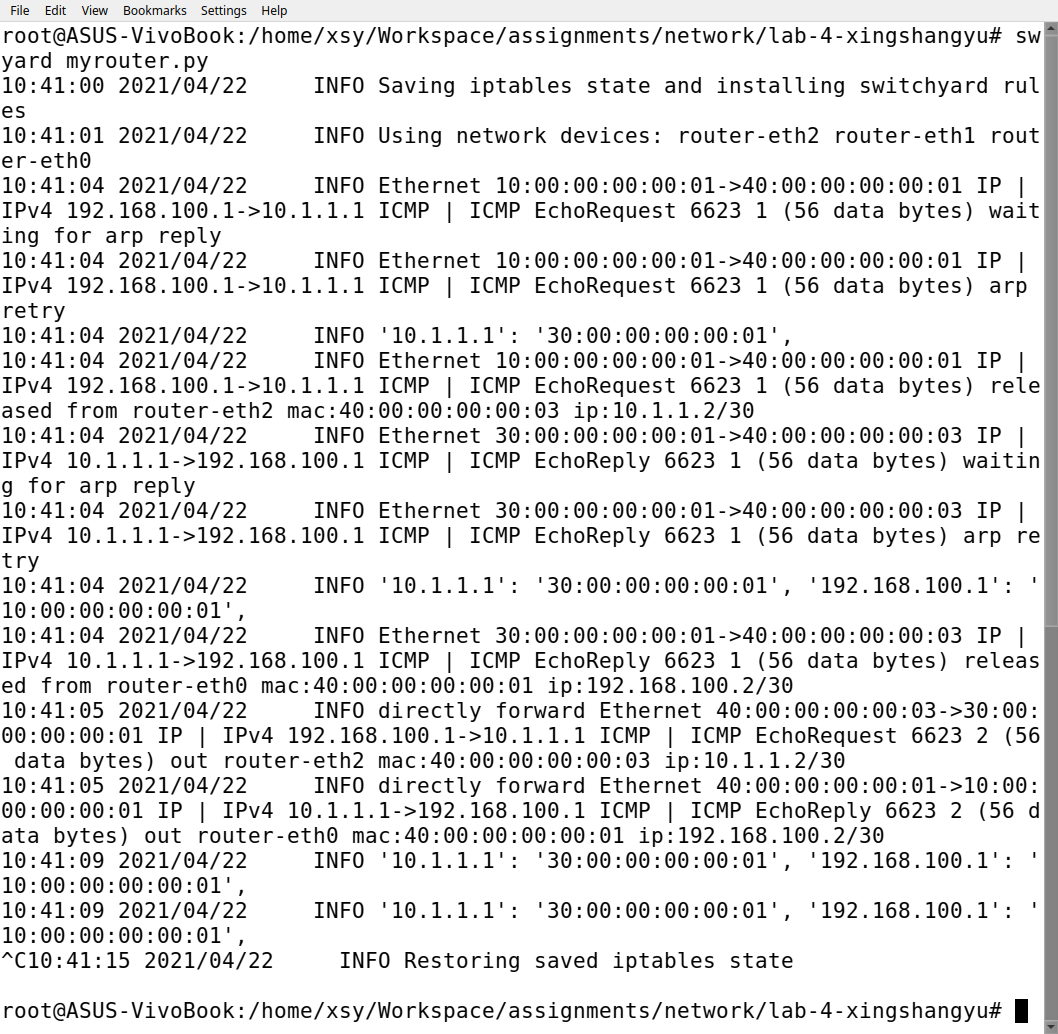 File Edit View Bookmarks Settings Help
root@ASUS-VivoBook:/home/xsy/Workspace/assignments/network/lab-4-xingshangyu# sw
yard myrouter.py
10:41:00 2021/04/22     INFO Saving iptables state and installing switchyard rul
es
10:41:01 2021/04/22     INFO Using network devices: router-eth2 router-eth1 rout
er-eth0
10:41:04 2021/04/22     INFO Ethernet 10:00:00:00:00:01->40:00:00:00:00:01 IP |
IPv4 192.168.100.1->10.1.1.1 ICMP | ICMP EchoRequest 6623 1 (56 data bytes) wait
ing for arp reply
10:41:04 2021/04/22     INFO Ethernet 10:00:00:00:00:01->40:00:00:00:00:01 IP |
IPv4 192.168.100.1->10.1.1.1 ICMP | ICMP EchoRequest 6623 1 (56 data bytes) arp
retry
10:41:04 2021/04/22     INFO '10.1.1.1': '30:00:00:00:00:01',
10:41:04 2021/04/22     INFO Ethernet 10:00:00:00:00:01->40:00:00:00:00:01 IP |
IPv4 192.168.100.1->10.1.1.1 ICMP | ICMP EchoRequest 6623 1 (56 data bytes) rele
ased from router-eth2 mac:40:00:00:00:00:03 ip:10.1.1.2/30
10:41:04 2021/04/22     INFO Ethernet 30:00:00:00:00:01->40:00:00:00:00:03 IP |
IPv4 10.1.1.1->192.168.100.1 ICMP | ICMP EchoReply 6623 1 (56 data bytes) waitin
g for arp reply
10:41:04 2021/04/22     INFO Ethernet 30:00:00:00:00:01->40:00:00:00:00:03 IP |
IPv4 10.1.1.1->192.168.100.1 ICMP | ICMP EchoReply 6623 1 (56 data bytes) arp re
try
10:41:04 2021/04/22     INFO '10.1.1.1': '30:00:00:00:00:01', '192.168.100.1': '
10:00:00:00:00:01',
10:41:04 2021/04/22     INFO Ethernet 30:00:00:00:00:01->40:00:00:00:00:03 IP |
IPv4 10.1.1.1->192.168.100.1 ICMP | ICMP EchoReply 6623 1 (56 data bytes) releas
ed from router-eth0 mac:40:00:00:00:00:01 ip:192.168.100.2/30
10:41:05 2021/04/22     INFO directly forward Ethernet 40:00:00:00:00:03->30:00:
00:00:00:01 IP | IPv4 192.168.100.1->10.1.1.1 ICMP | ICMP EchoRequest 6623 2 (56
 data bytes) out router-eth2 mac:40:00:00:00:00:03 ip:10.1.1.2/30
10:41:05 2021/04/22     INFO directly forward Ethernet 40:00:00:00:00:01->10:00:
00:00:00:01 IP | IPv4 10.1.1.1->192.168.100.1 ICMP | ICMP EchoReply 6623 2 (56 d
ata bytes) out router-eth0 mac:40:00:00:00:00:01 ip:192.168.100.2/30
10:41:09 2021/04/22     INFO '10.1.1.1': '30:00:00:00:00:01', '192.168.100.1': '
10:00:00:00:00:01',
10:41:09 2021/04/22     INFO '10.1.1.1': '30:00:00:00:00:01', '192.168.100.1': '
10:00:00:00:00:01',
^C10:41:15 2021/04/22     INFO Restoring saved iptables state
root@ASUS-VivoBook:/home/xsy/Workspace/assignments/network/lab-4-xingshangyu#